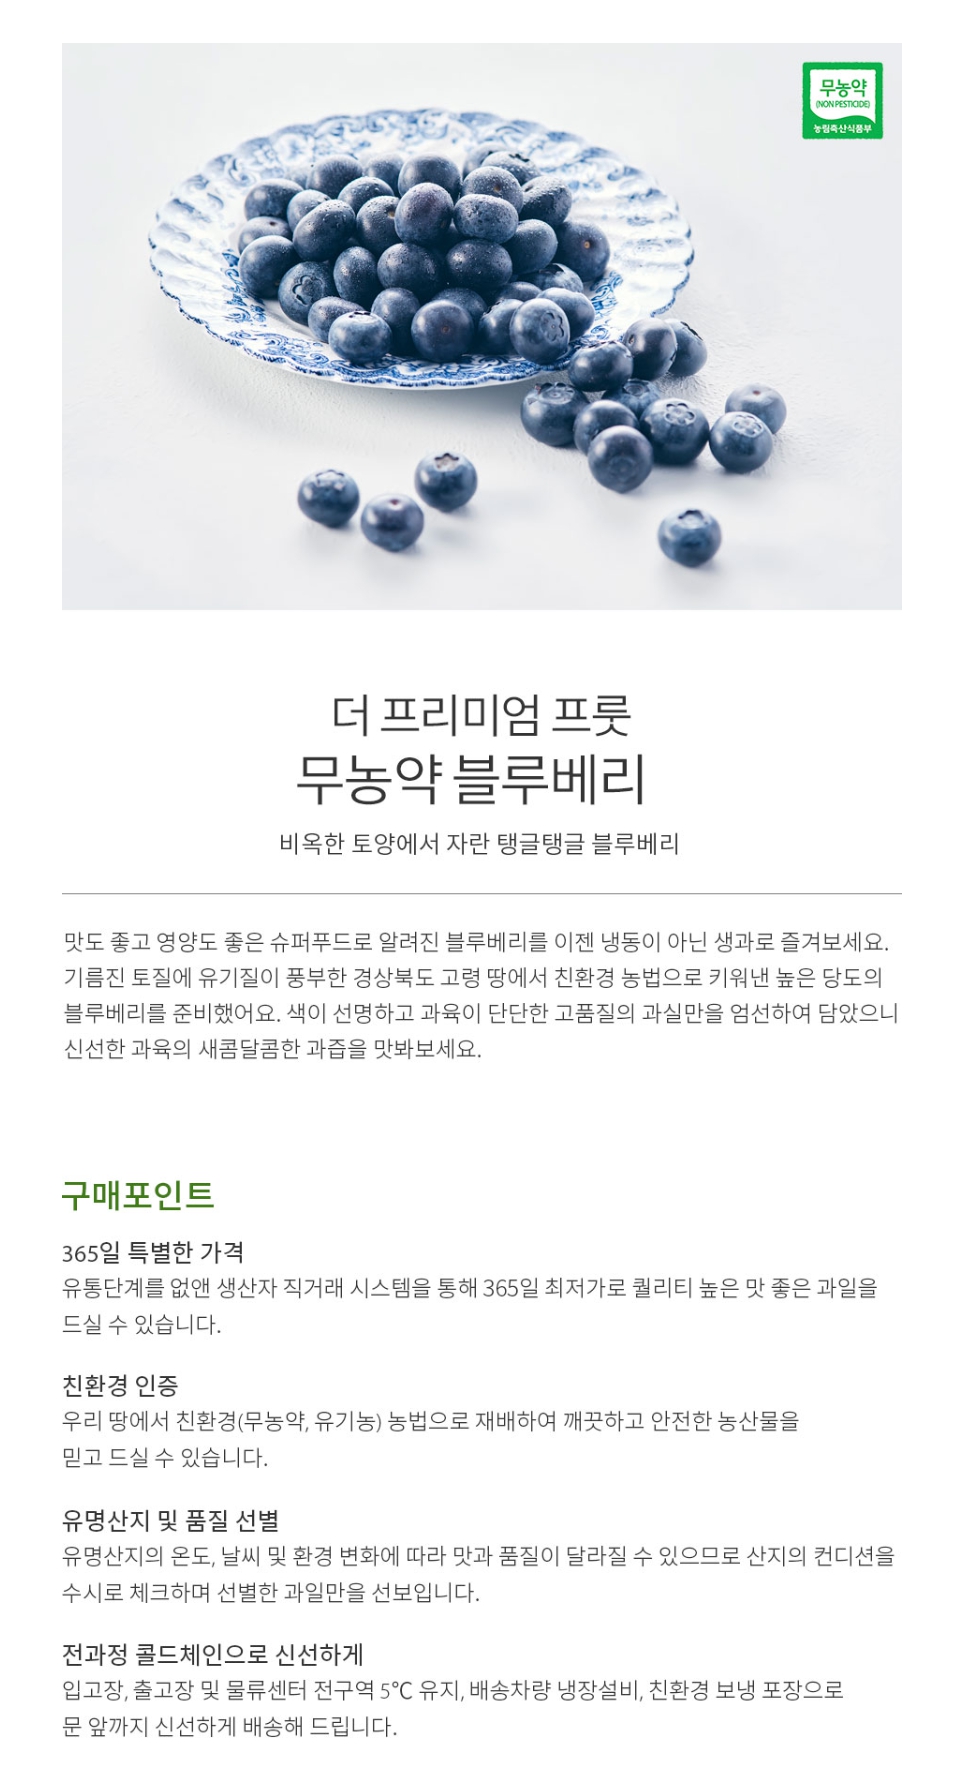 무농약
(NON PESTICIDE)
농림축산식품부
더 프리미엄 프룻
무농약 블루베리
비옥한 토양에서 자란 탱글탱글 블루베리
맛도 좋고 영양도 좋은 슈퍼푸드로 알려진 블루베리를 이젠 냉동이 아닌 생과로 즐겨보세요.
기름진 토질에 유기질이 풍부한 경상북도 고령 땅에서 친환경 농법으로 키워낸 높은 당도의
블루베리를 준비했어요. 색이 선명하고 과육이 단단한 고품질의 과실만을 엄선하여 담았으니
신선한 과육의 새콤달콤한 과즙을 맛봐보세요.
구매포인트
365일 특별한 가격
유통단계를 없앤 생산자 직거래 시스템을 통해 365일 최저가로 퀄리티 높은 맛 좋은 과일을
드실 수 있습니다.
친환경 인증
우리 땅에서 친환경(무농약, 유기농) 농법으로 재배하여 깨끗하고 안전한 농산물을
믿고 드실 수 있습니다.
유명산지 및 품질 선별
유명산지의 온도, 날씨 및 환경 변화에 따라 맛과 품질이 달라질 수 있으므로 산지의 컨디션을
수시로 체크하며 선별한 과일만을 선보입니다.
전과정 콜드체인으로 신선하게
입고장, 출고장 및 물류센터 전구역 5℃ 유지, 배송차량 냉장설비, 친환경 보냉 포장으로
문 앞까지 신선하게 배송해 드립니다.